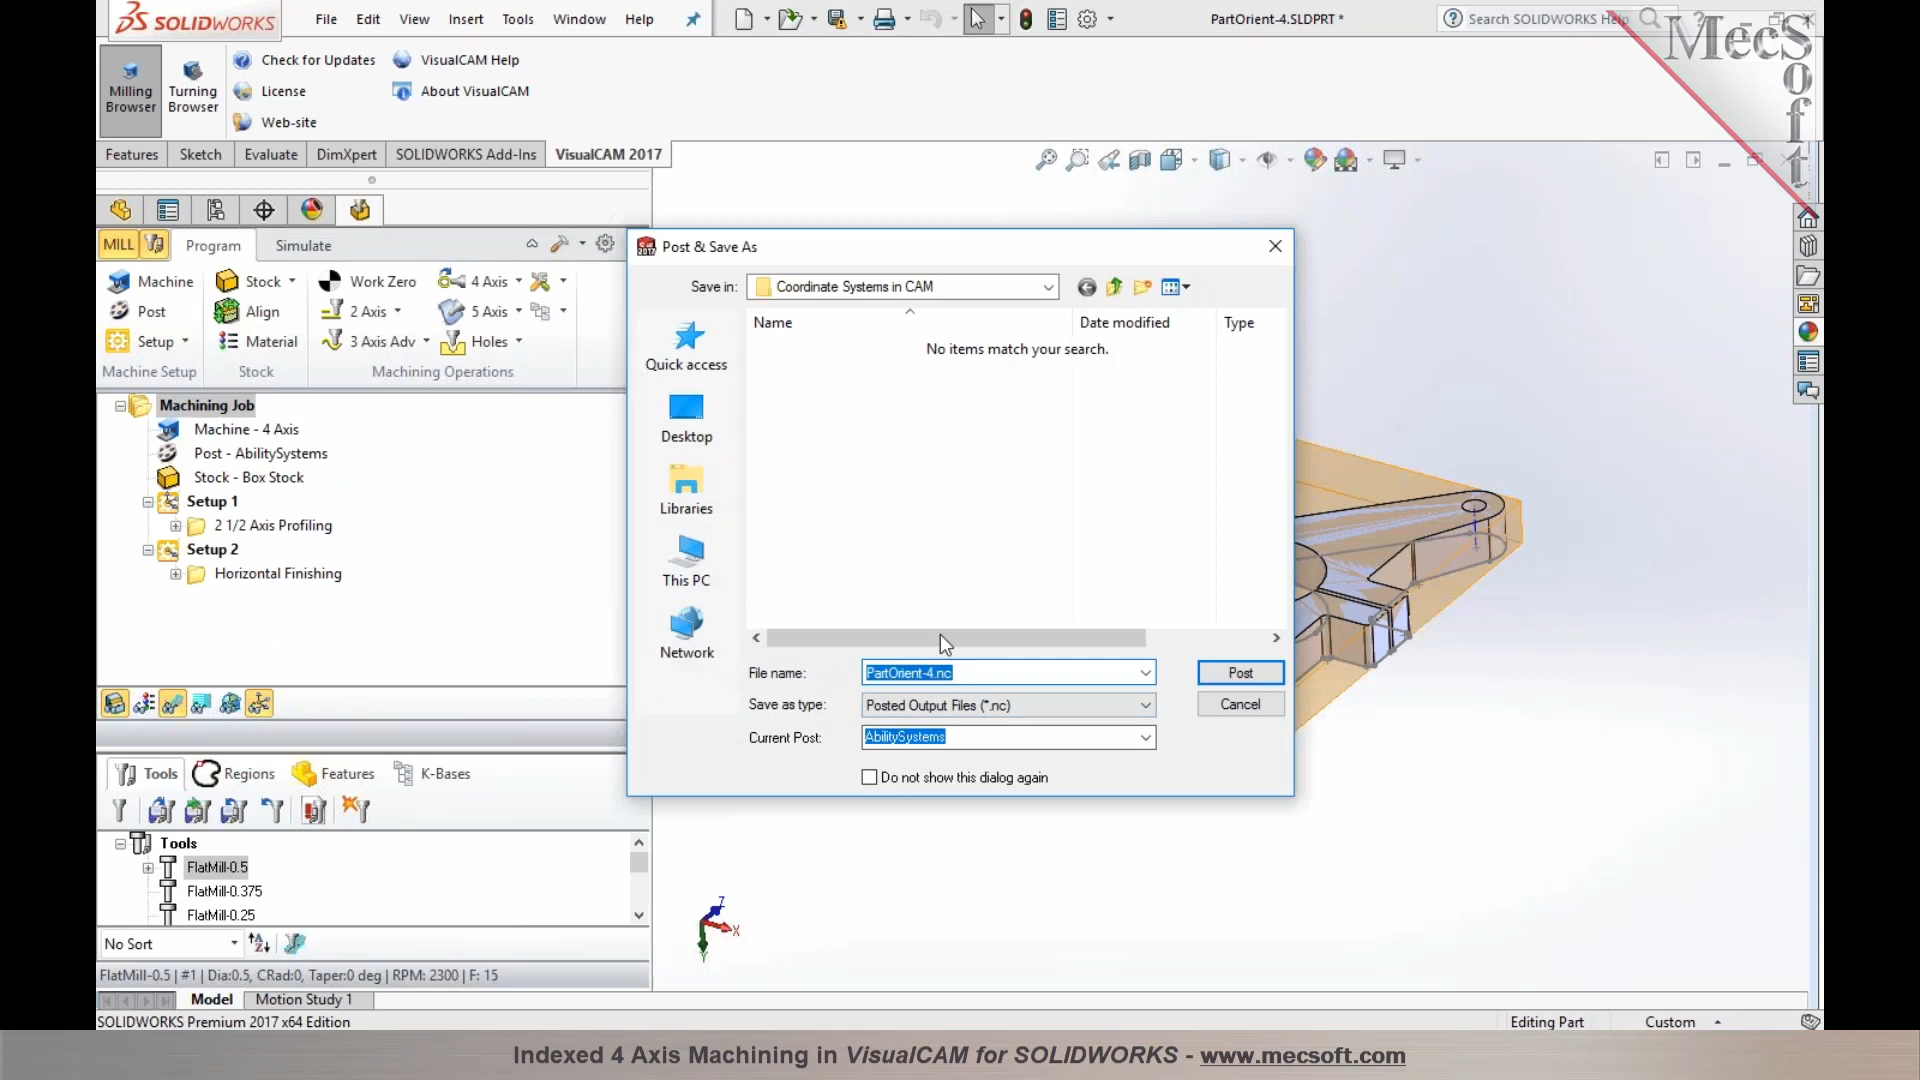 SOLIDWORKS File Edit View Insert Tools Window Help PartOrient-4.SLDPRT * Search SOLIDWORKS Help
MecSoft
Milling Browser Turning Browser
Check for Updates VisualCAM Help
License About VisualCAM
Web-site
Features Sketch Evaluate DimXpert SOLIDWORKS Add-Ins VisualCAM 2017
MILL Program Simulate
Machine Stock Work Zero 4 Axis
Post Align 2 Axis 5 Axis
Setup Material 3 Axis Adv Holes
Machine Setup Stock Machining Operations
Machining Job
Machine - 4 Axis
Post - AbilitySystems
Stock - Box Stock
Setup 1
2 1/2 Axis Profiling
Setup 2
Horizontal Finishing
Post & Save As
Save in: Coordinate Systems in CAM
Name Date modified Type
No items match your search.
Quick access
Desktop
Libraries
This PC
Network
File name: PartOrient-4.nc Post
Save as type: Posted Output Files (*.nc) Cancel
Current Post: AbilitySystems
Do not show this dialog again
Tools Regions Features K-Bases
Tools
FlatMill-0.5
FlatMill-0.375
FlatMill-0.25
No Sort
FlatMill-0.5 | #1 | Dia:0.5, CRad:0, Taper:0 deg | RPM: 2300 | F: 15
Z
X
Y
Model Motion Study 1
SOLIDWORKS Premium 2017 x64 Edition Editing Part Custom
Indexed 4 Axis Machining in VisualCAM for SOLIDWORKS - www.mecsoft.com